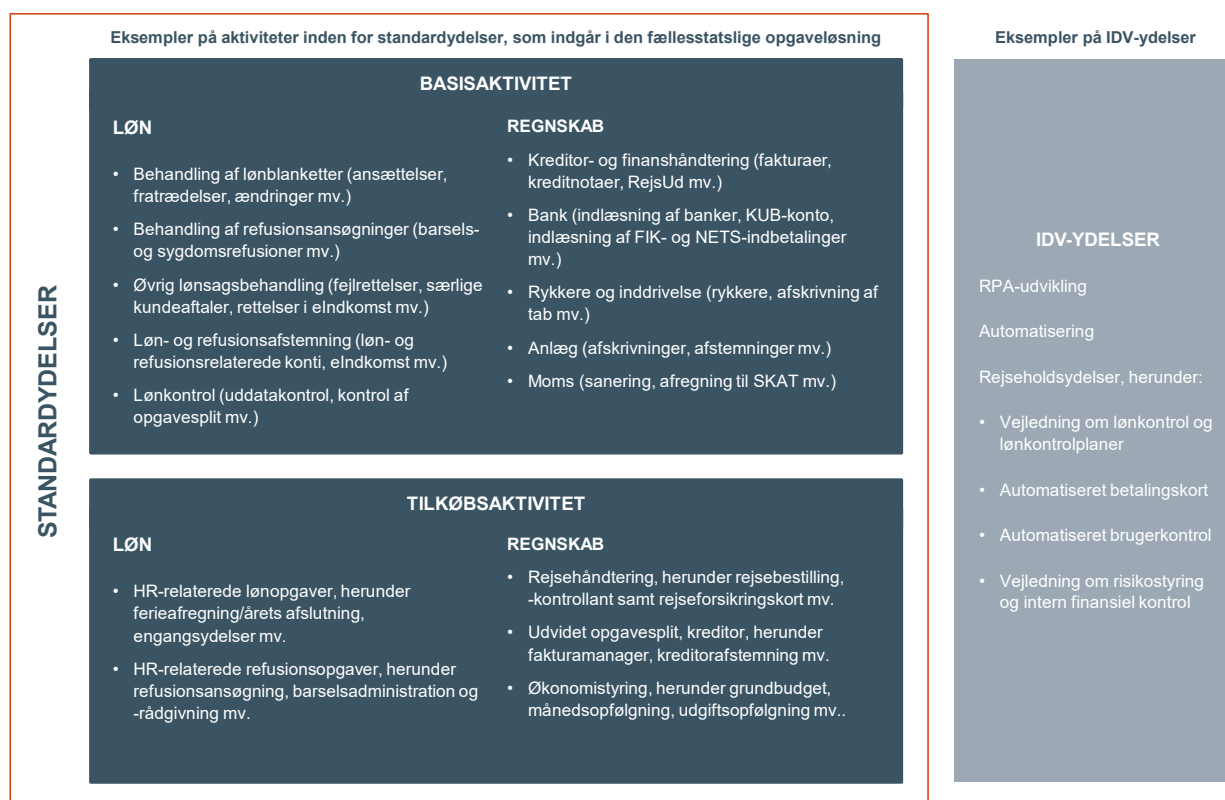 Eksempler på aktiviteter inden for standardydelser, som indgår i den fællesstatslige opgaveløsning
STANDARDYDELSER
BASISAKTIVITET
LØN
• Behandling af lønblanketter (ansættelser,
fratrædelser, ændringer mv.)
• Behandling af refusionsansøgninger (barsels-
og sygdomsrefusioner mv.)
• Øvrig lønsagsbehandling (fejlrettelser, særlige
kundeaftaler, rettelser i eIndkomst mv.)
• Løn- og refusionsafstemning (løn- og
refusionsrelaterede konti, eIndkomst mv.)
• Lønkontrol (uddatakontrol, kontrol af
opgavesplit mv.)
REGNSKAB
• Kreditor- og finanshåndtering (fakturaer,
kreditnotaer, RejsUd mv.)
• Bank (indlæsning af banker, KUB-konto,
indlæsning af FIK- og NETS-indbetalinger
mv.)
• Rykkere og inddrivelse (rykkere, afskrivning af
tab mv.)
• Anlæg (afskrivninger, afstemninger mv.)
• Moms (sanering, afregning til SKAT mv.)
TILKØBSAKTIVITET
LØN
• HR-relaterede lønopgaver, herunder
ferieafregning/årets afslutning,
engangsydelser mv.
• HR-relaterede refusionsopgaver, herunder
refusionsansøgning, barselsadministration og
-rådgivning mv.
REGNSKAB
• Rejsehåndtering, herunder rejsebestilling,
-kontrollant samt rejseforsikringskort mv.
• Udvidet opgavesplit, kreditor, herunder
fakturamanager, kreditorafstemning mv.
• Økonomistyring, herunder grundbudget,
månedsopfølgning, udgiftsopfølgning mv..
Eksempler på IDV-ydelser
IDV-YDELSER
RPA-udvikling
Automatisering
Rejseholdsydelser, herunder:
• Vejledning om lønkontrol og
lønkontrolplaner
• Automatiseret betalingskort
• Automatiseret brugerkontrol
• Vejledning om risikostyring
og intern finansiel kontrol